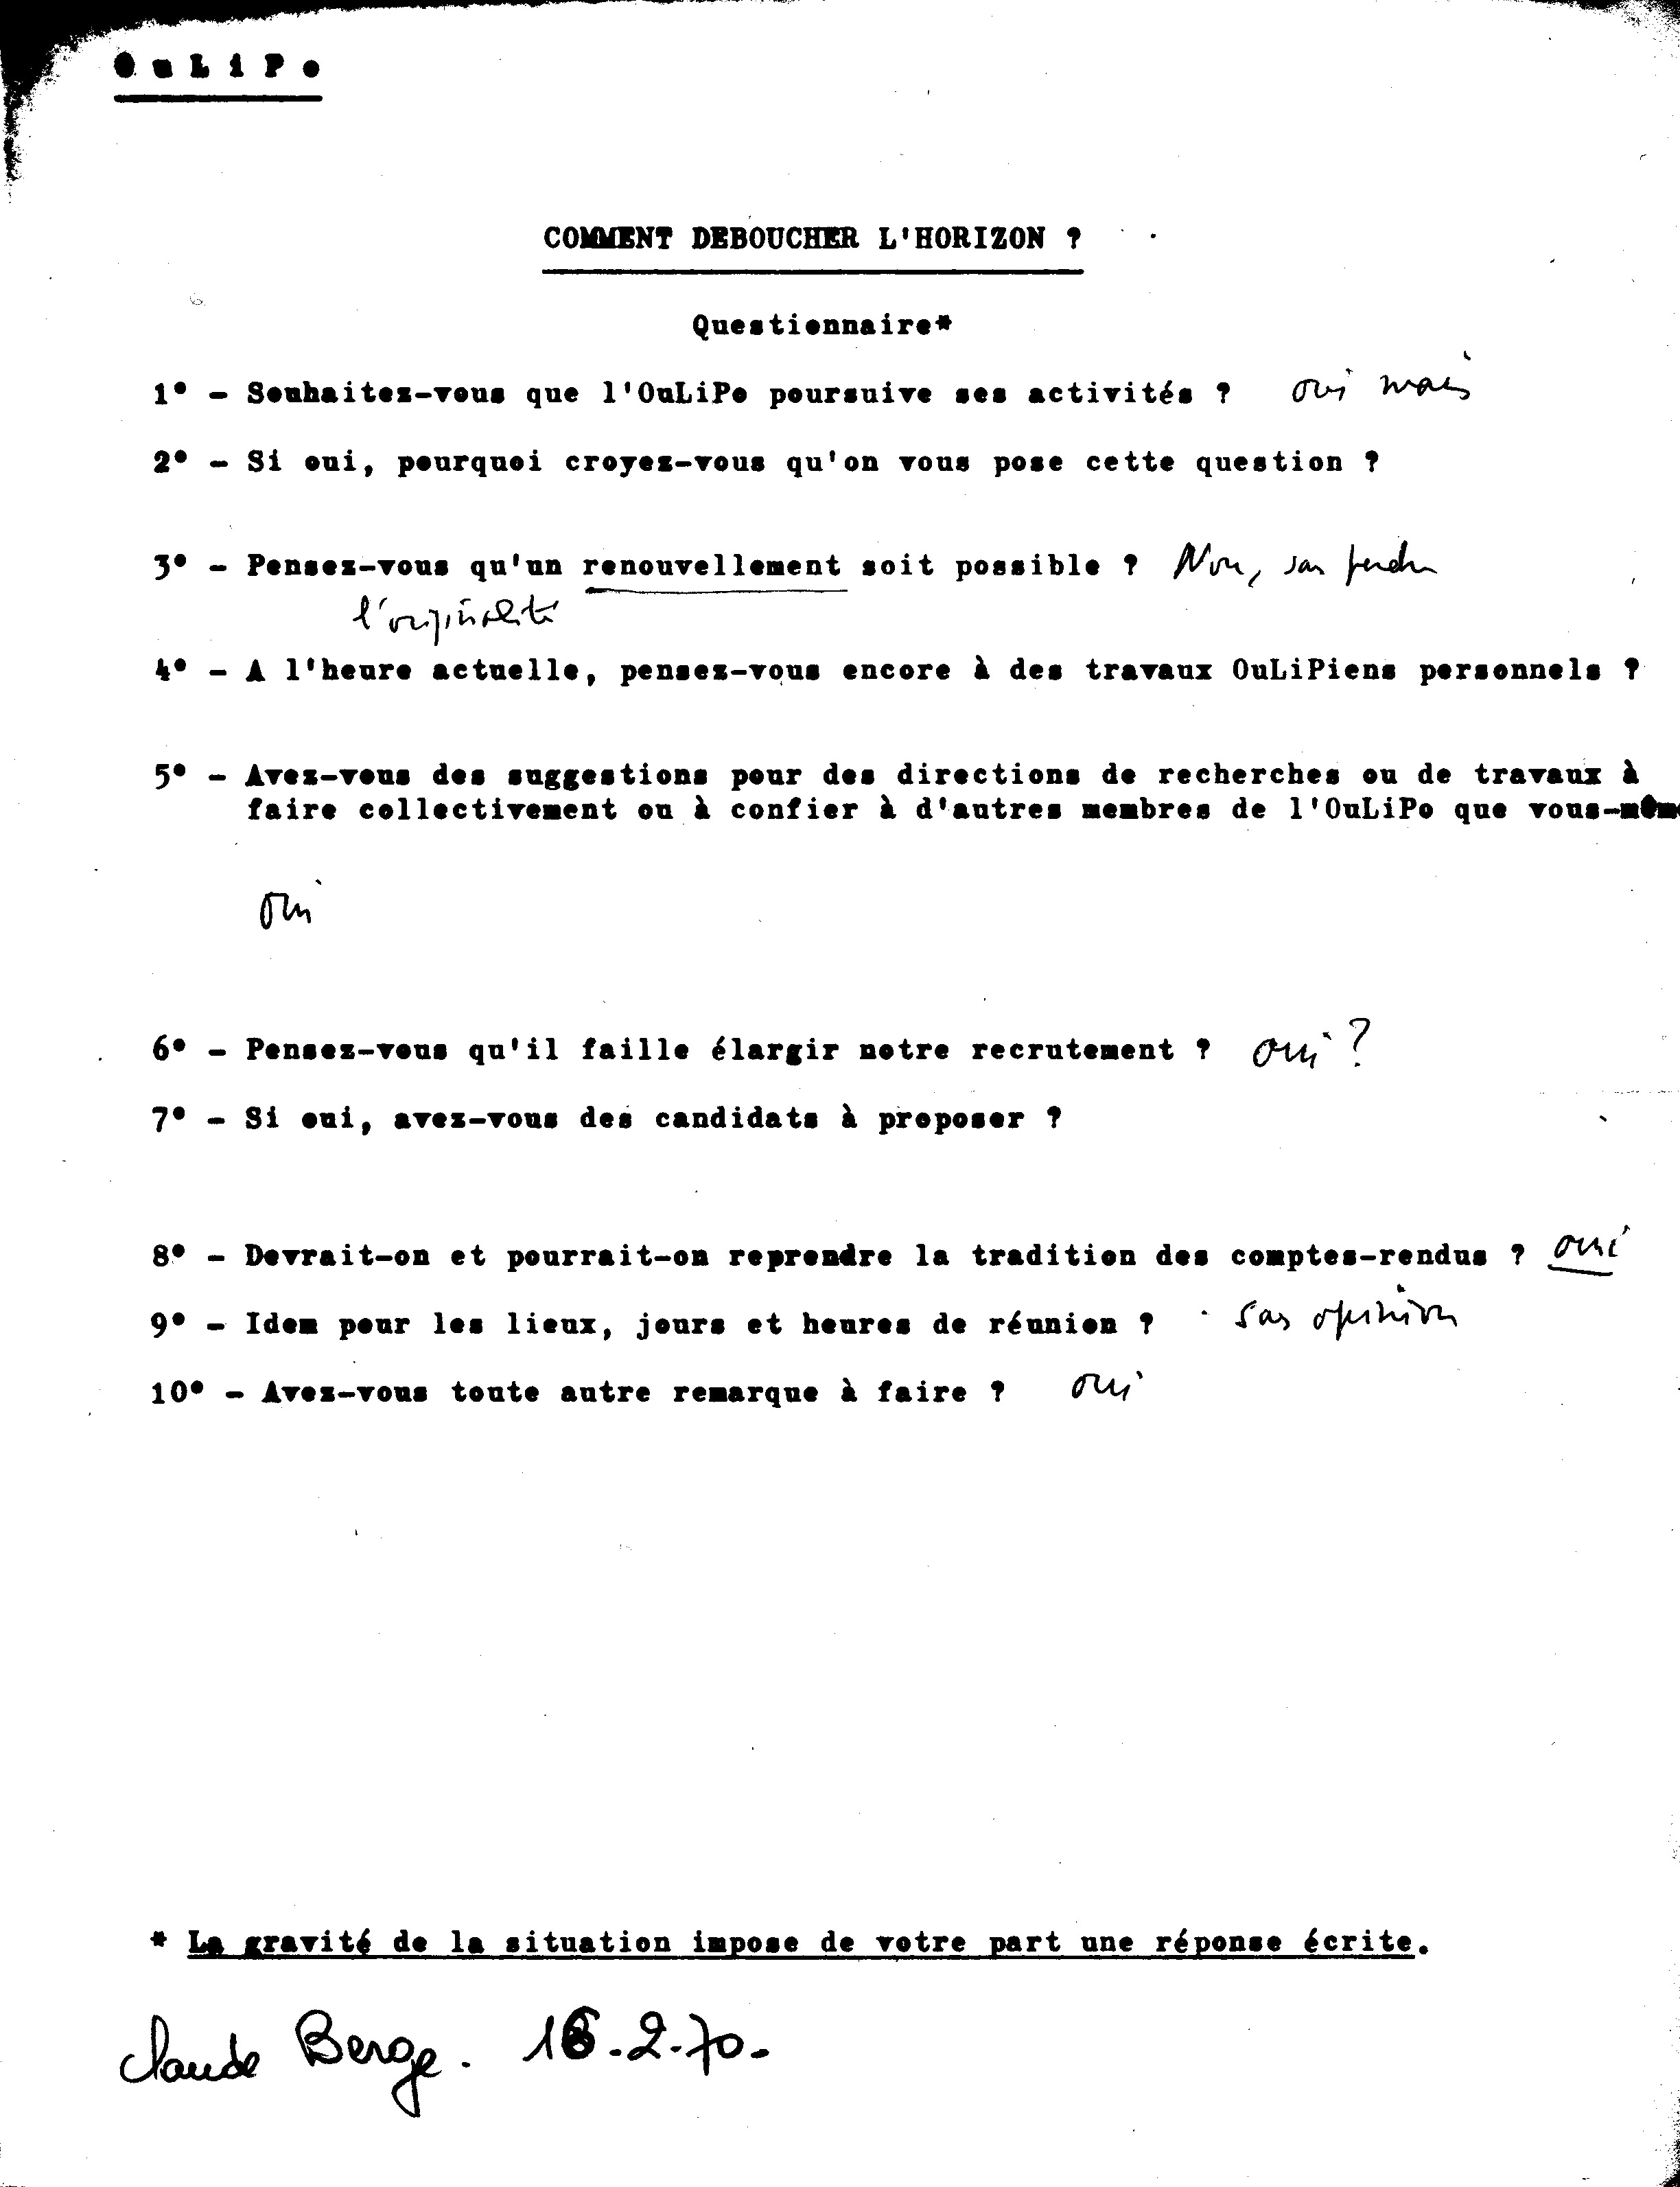 OuLiPo
COMMENT DEBOUCHER L'HORIZON ?
Questionnaire*
1° - Souhaitez-vous que l'OuLiPo poursuive ses activités ? oui mais
2° - Si oui, pourquoi croyez-vous qu'on vous pose cette question ?
3° - Pensez-vous qu'un renouvellement soit possible ? Non, san perdre
l'originalité
4° - A l'heure actuelle, pensez-vous encore à des travaux OuLiPiens personnels ?
5° - Avez-vous des suggestions pour des directions de recherches ou de travaux à
faire collectivement ou à confier à d'autres membres de l'OuLiPo que vous-mêm
oui
6° - Pensez-vous qu'il faille élargir notre recrutement ? oui ?
7° - Si oui, avez-vous des candidats à proposer ?
8° - Devrait-on et pourrait-on reprendre la tradition des comptes-rendus ? oui
9° - Idem pour les lieux, jours et heures de réunion ? sans opinion
10° - Avez-vous toute autre remarque à faire ? oui
* La gravité de la situation impose de votre part une réponse écrite.
Claude Berge. 16.2.70.